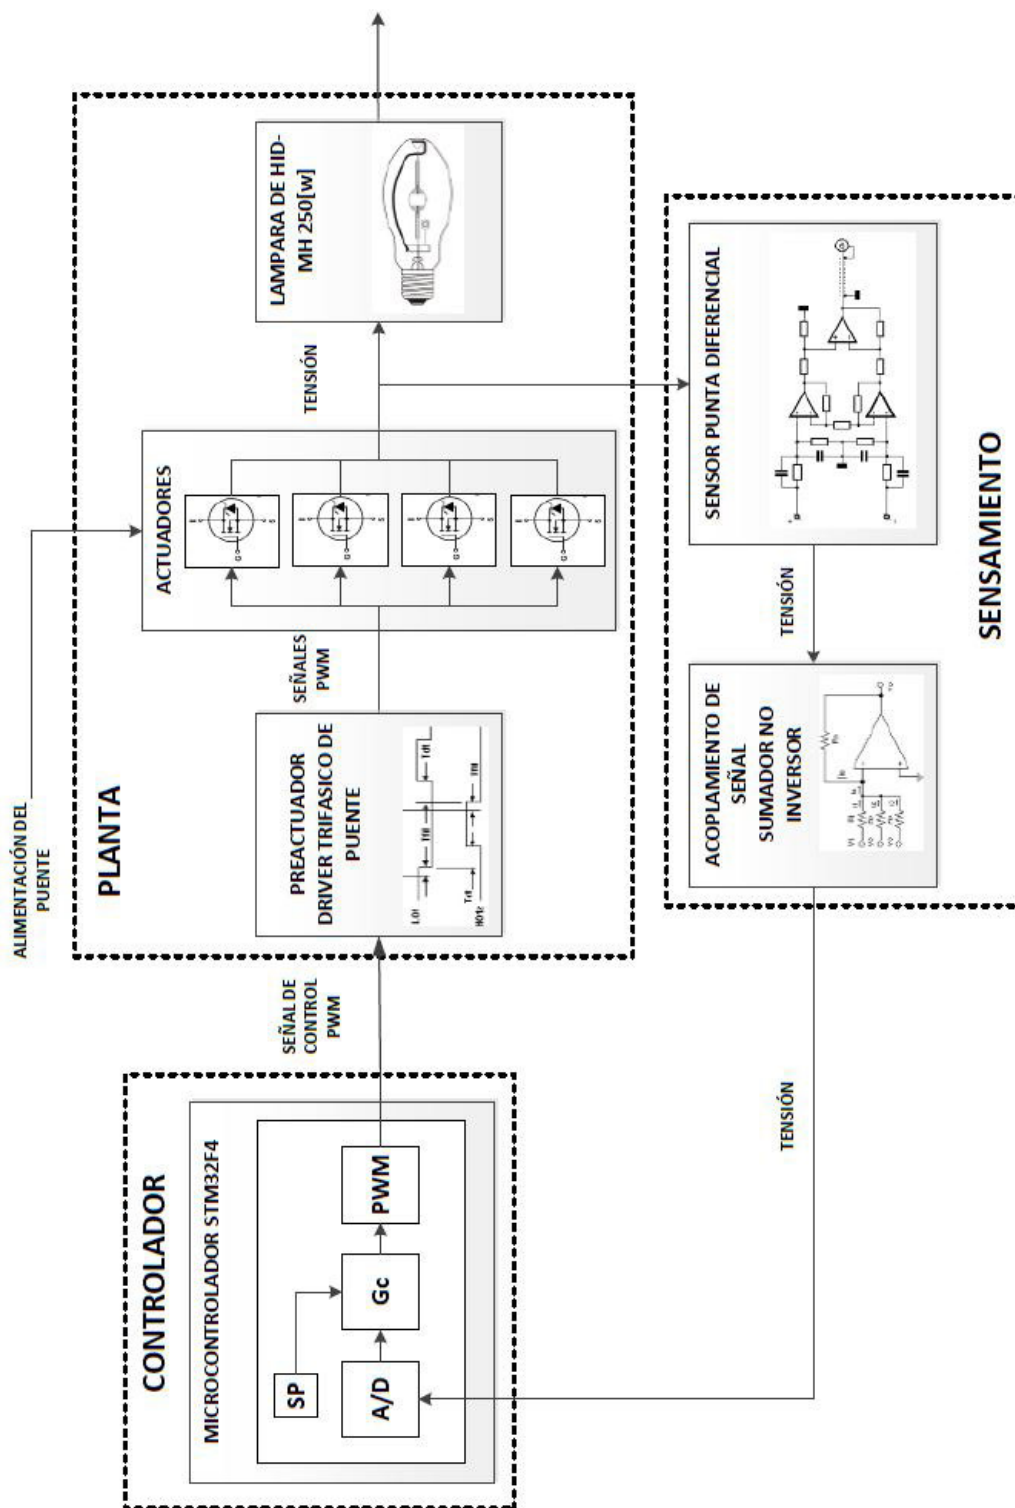 CONTROLADOR
MICROCONTROLADOR STM32F4
SP
A/D
Gc
PWM
SEÑAL DE
CONTROL
PWM
ALIMENTACIÓN DEL
PUENTE
PLANTA
PREACTUADOR
DRIVER TRIFASICO DE
PUENTE
SEÑALES
PWM
ACTUADORES
G
G
G
G
TENSIÓN
LAMPARA DE HID-
MH 250[w]
SENSOR PUNTA DIFERENCIAL
TENSIÓN
ACOPLAMIENTO DE
SEÑAL
SUMADOR NO
INVERSOR
SENSAMIENTO
TENSIÓN